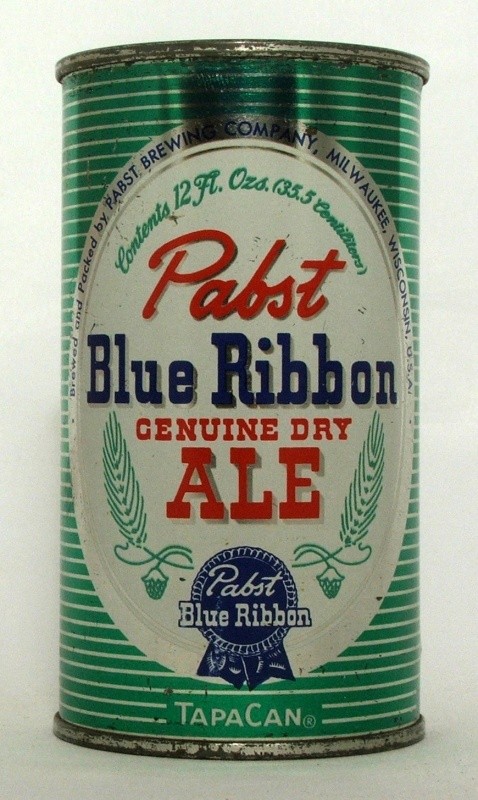 Brewed and Packed by PABST BREWING COMPANY, MILWAUKEE, WISCONSIN, U.S.A.
Contents 12 Fl. Ozs. (35.5 Centiliters)
Pabst
Blue Ribbon
GENUINE DRY
ALE
Pabst
Blue Ribbon
TAPACAN®